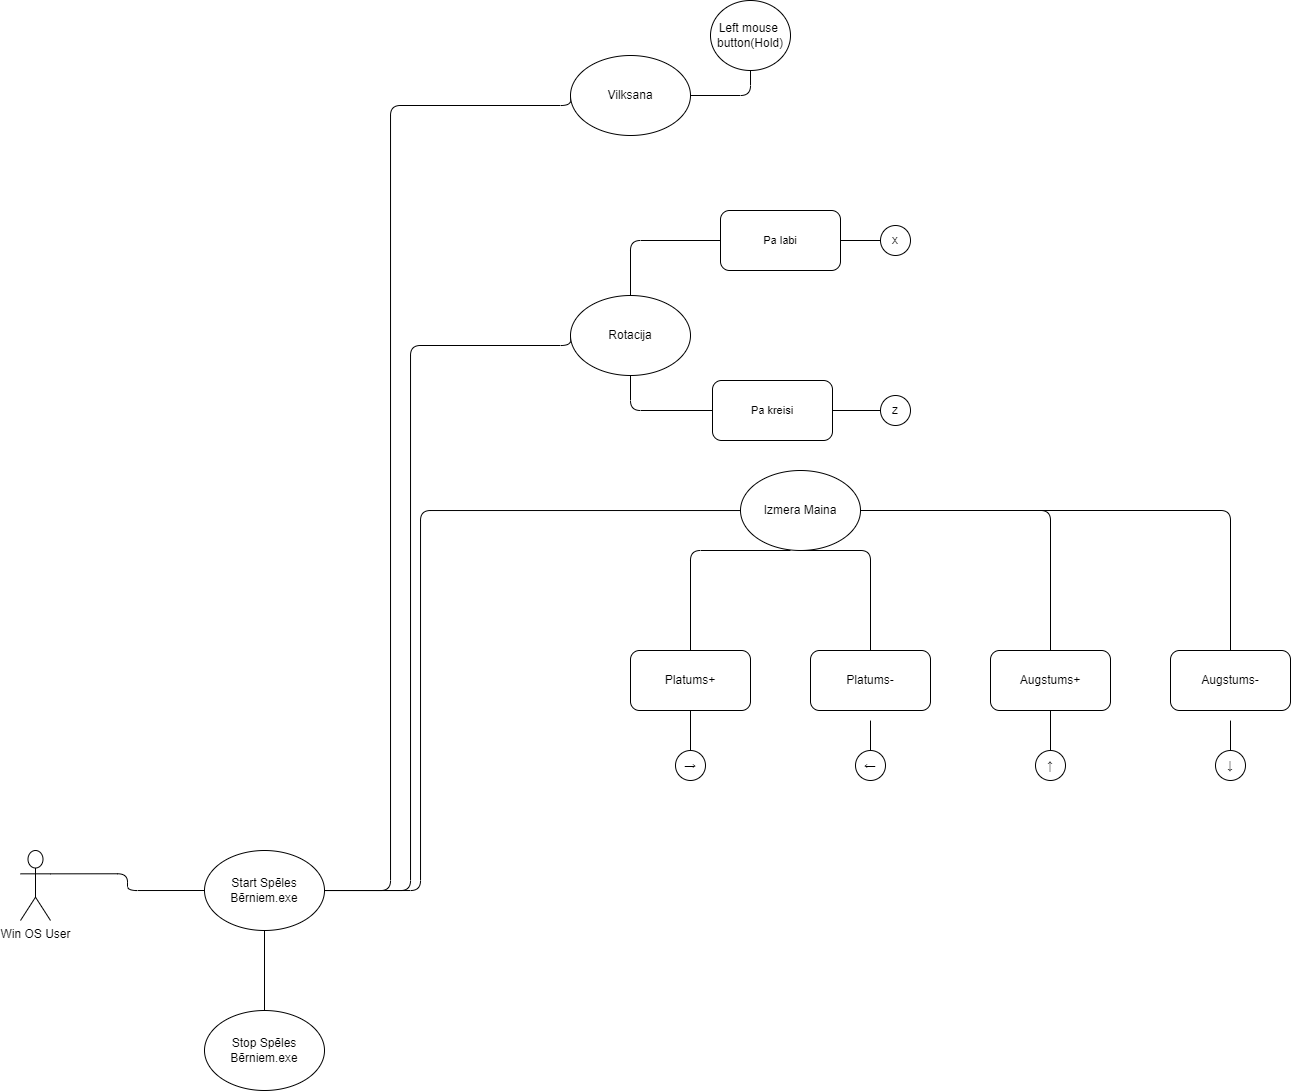 Left mouse
button(Hold)
Vilksana
Pa labi
X
Rotacija
Pa kreisi
Z
Izmera Maina
Platums+
Platums-
Augstums+
Augstums-
→
←
↑
↓
Start Spēles
Bērniem.exe
Win OS User
Stop Spēles
Bērniem.exe